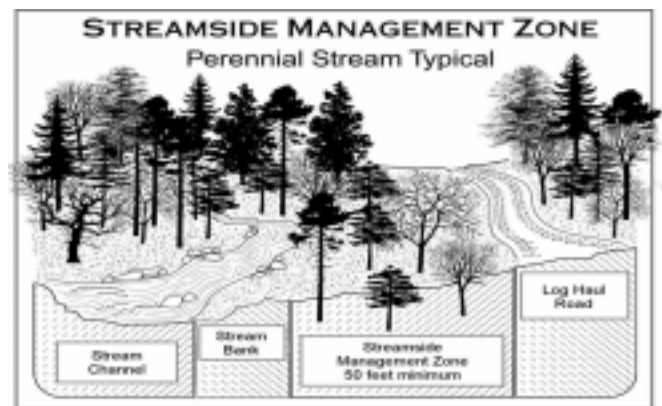 STREAMSIDE MANAGEMENT ZONE
Perennial Stream Typical
Stream
Channel
Stream
Bank
Streamside
Management Zone
50 feet minimum
Log Haul
Road